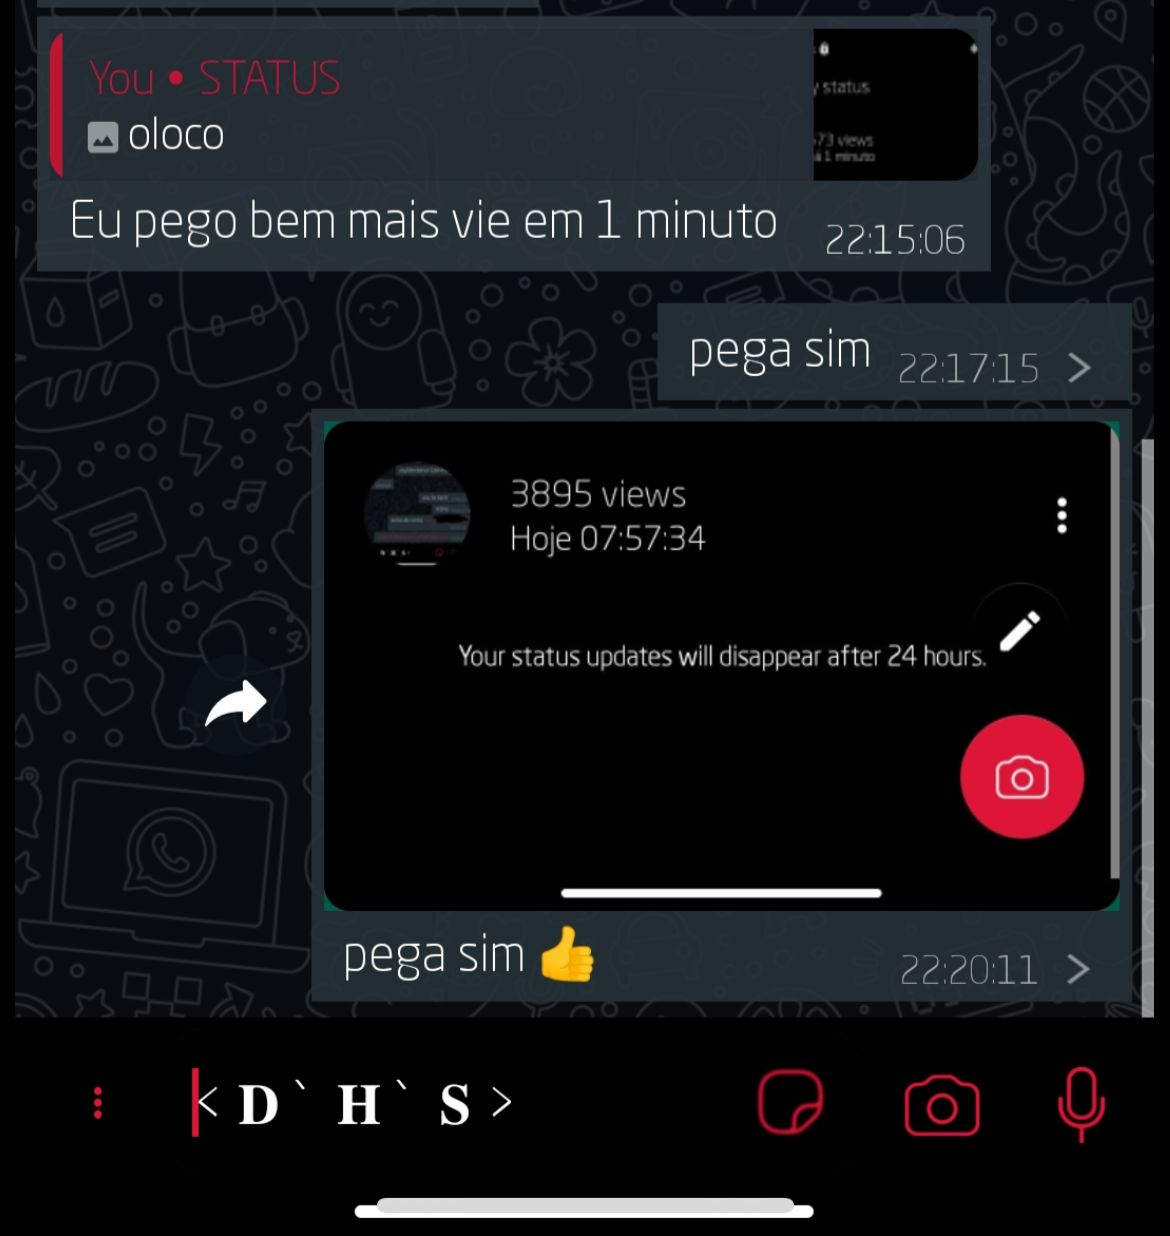 You • STATUS
oloco
y status
573 views
á 1 minuto
Eu pego bem mais vie em 1 minuto
22:15:06
pega sim 22:17:15
3895 views
Hoje 07:57:34
Your status updates will disappear after 24 hours.
pega sim 👍 22:20:11
< D` H` S >